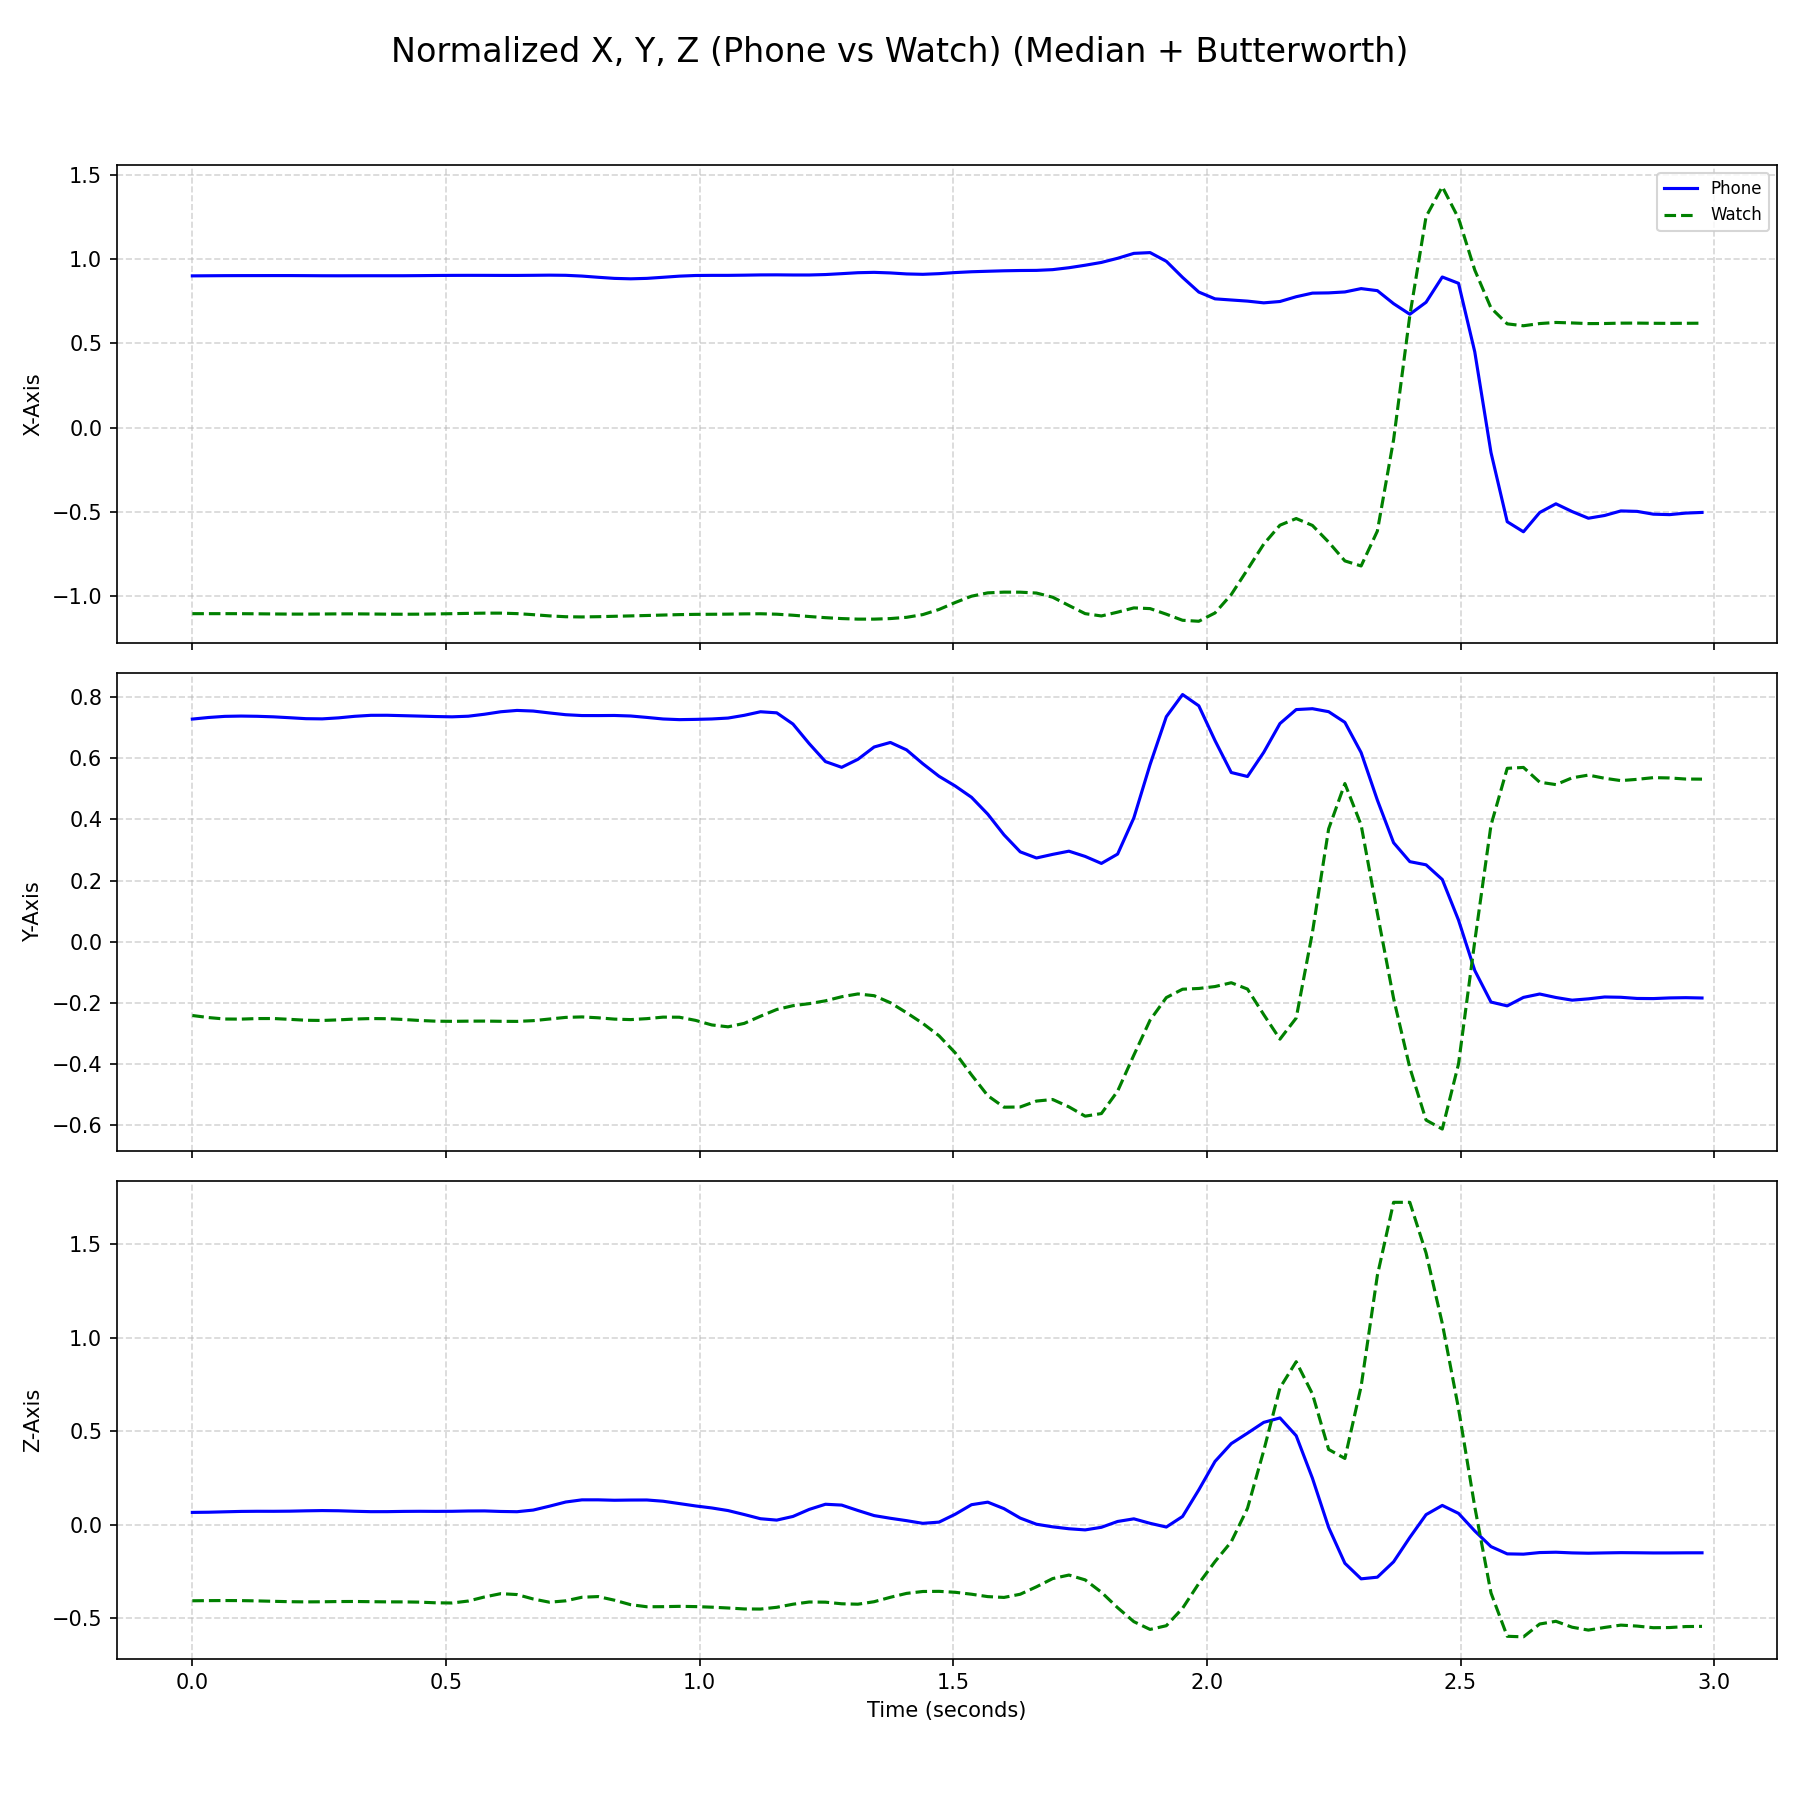 Normalized X, Y, Z (Phone vs Watch) (Median + Butterworth)
1.5
1.0
0.5
0.0
−0.5
−1.0
X-Axis
Phone
Watch
0.8
0.6
0.4
0.2
0.0
−0.2
−0.4
−0.6
Y-Axis
1.5
1.0
0.5
0.0
−0.5
Z-Axis
0.0 0.5 1.0 1.5 2.0 2.5 3.0
Time (seconds)